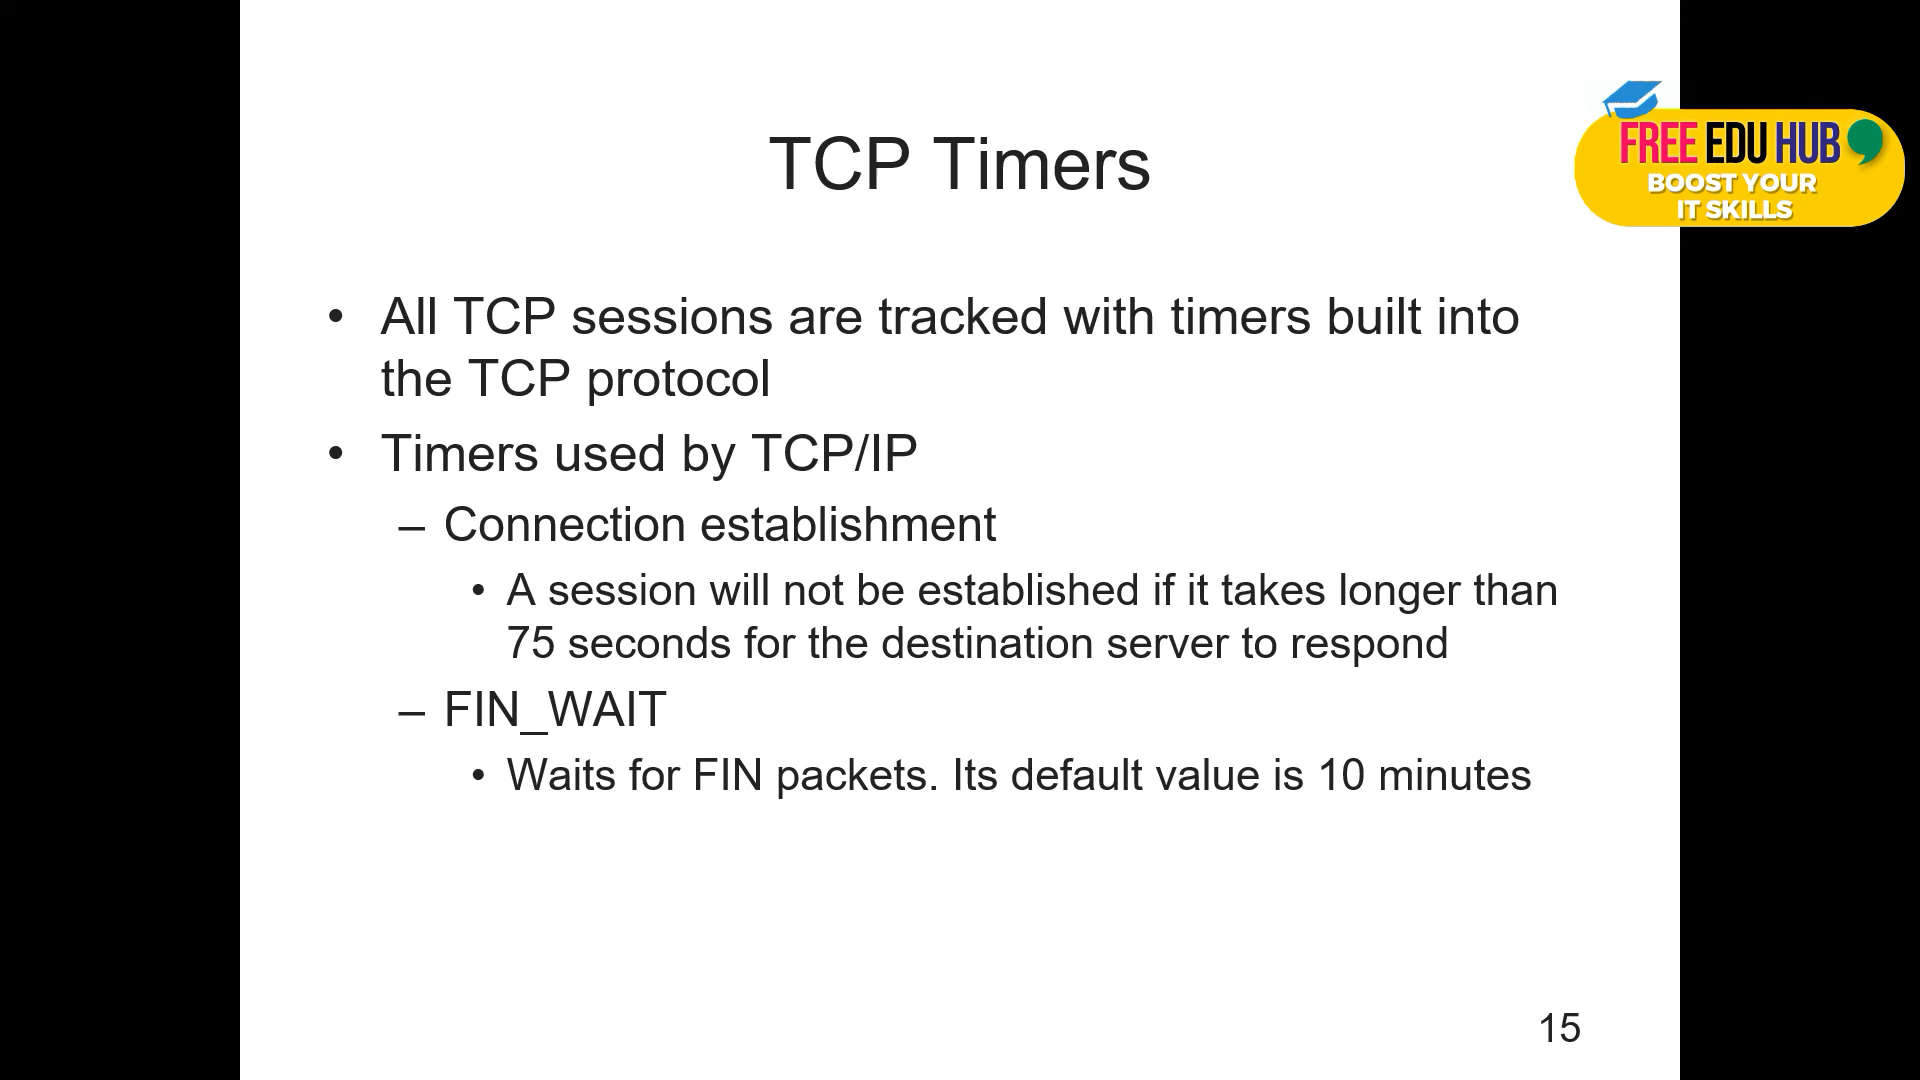 FREE EDU HUB
BOOST YOUR
IT SKILLS
TCP Timers
• All TCP sessions are tracked with timers built into
the TCP protocol
• Timers used by TCP/IP
– Connection establishment
• A session will not be established if it takes longer than
75 seconds for the destination server to respond
– FIN_WAIT
• Waits for FIN packets. Its default value is 10 minutes
15